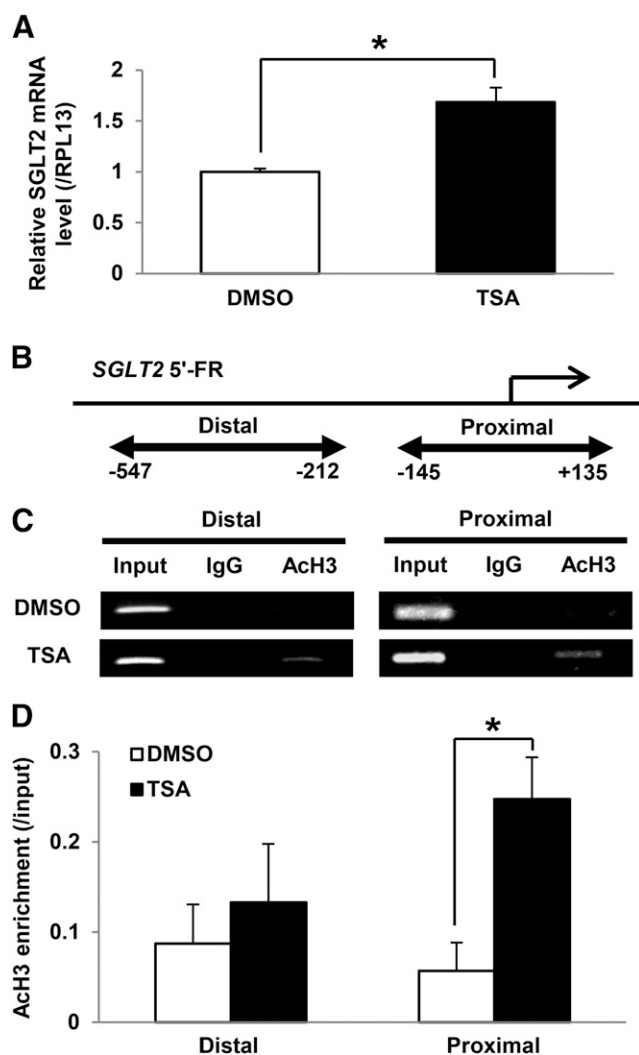 A
Relative SGLT2 mRNA
level (/RPL13)
2
1.5
1
0.5
0
*
DMSO
TSA
B
SGLT2 5'-FR
Distal
Proximal
-547
-212
-145
+135
C
Distal
Proximal
Input
IgG
AcH3
Input
IgG
AcH3
DMSO
TSA
D
AcH3 enrichment (/input)
0.3
0.2
0.1
0
DMSO
TSA
*
Distal
Proximal